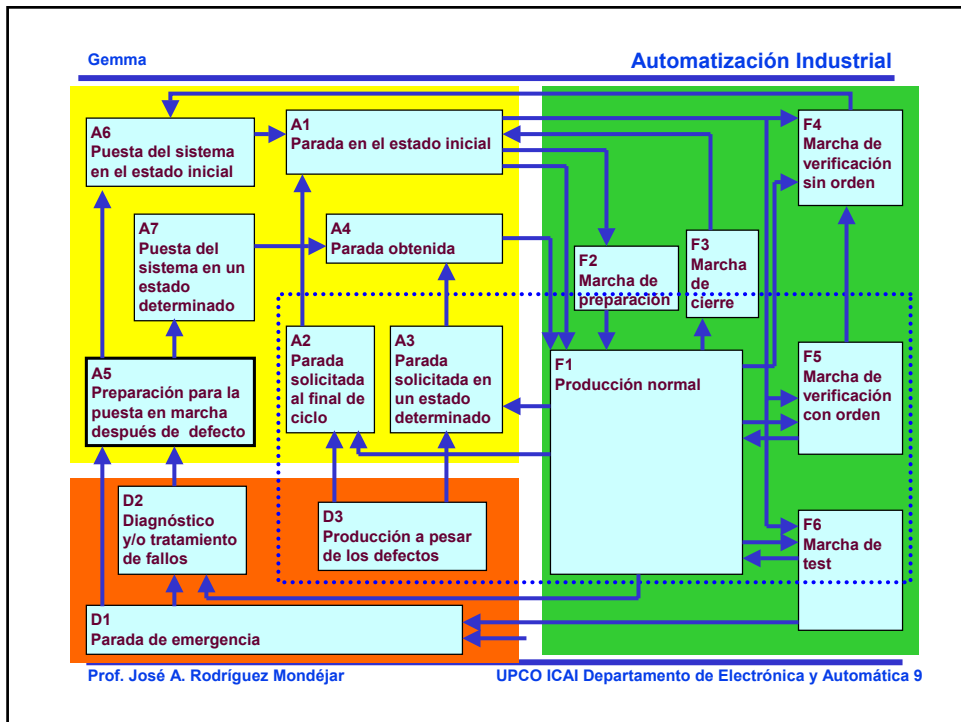 Gemma
Automatización Industrial
A6
Puesta del sistema
en el estado inicial
A1
Parada en el estado inicial
F4
Marcha de
verificación
sin orden
A7
Puesta del
sistema en un
estado
determinado
A4
Parada obtenida
F2
Marcha de
preparación
F3
Marcha
de
cierre
A5
Preparación para la
puesta en marcha
después de defecto
A2
Parada
solicitada
al final de
ciclo
A3
Parada
solicitada en
un estado
determinado
F1
Producción normal
F5
Marcha de
verificación
con orden
D2
Diagnóstico
y/o tratamiento
de fallos
D3
Producción a pesar
de los defectos
F6
Marcha de
test
D1
Parada de emergencia
Prof. José A. Rodríguez Mondéjar
UPCO ICAI Departamento de Electrónica y Automática 9